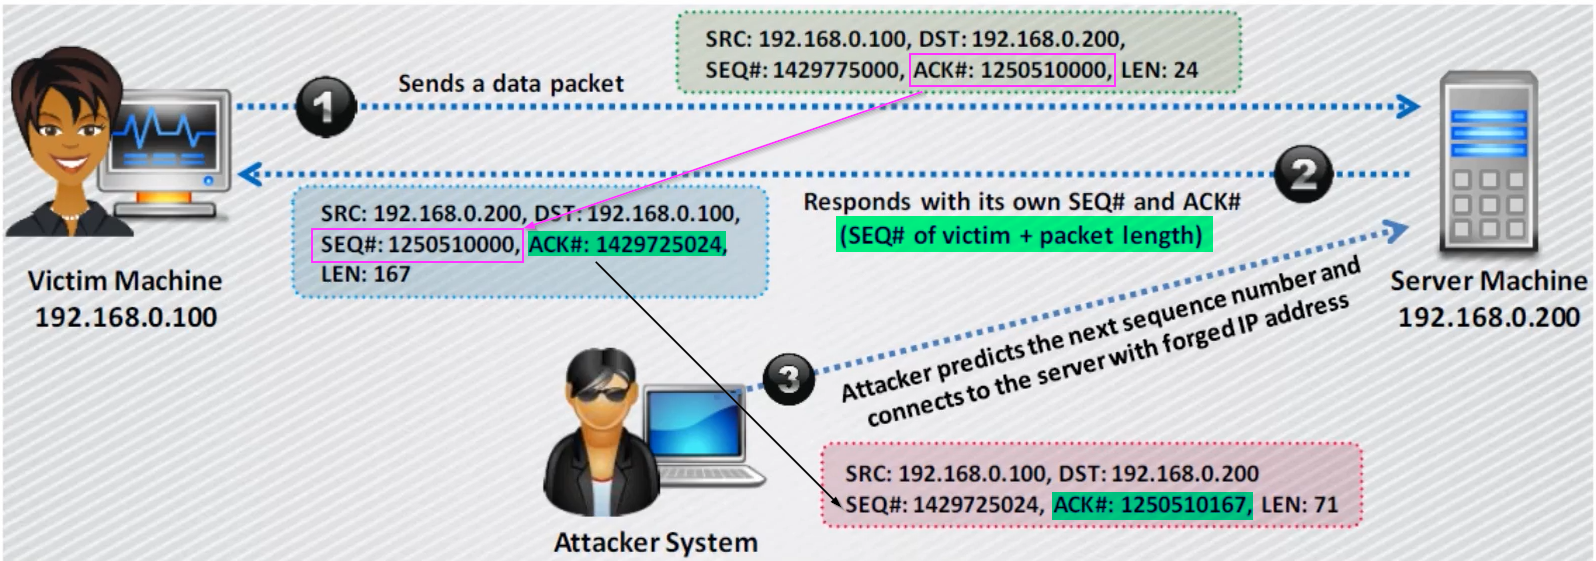 SRC: 192.168.0.100, DST: 192.168.0.200,
SEQ#: 1429775000, ACK#: 1250510000, LEN: 24
1
Sends a data packet
2
Responds with its own SEQ# and ACK#
(SEQ# of victim + packet length)
SRC: 192.168.0.200, DST: 192.168.0.100,
SEQ#: 1250510000, ACK#: 1429725024,
LEN: 167
Victim Machine
192.168.0.100
Server Machine
192.168.0.200
3
Attacker predicts the next sequence number and
connects to the server with forged IP address
SRC: 192.168.0.100, DST: 192.168.0.200
SEQ#: 1429725024, ACK#: 1250510167, LEN: 71
Attacker System